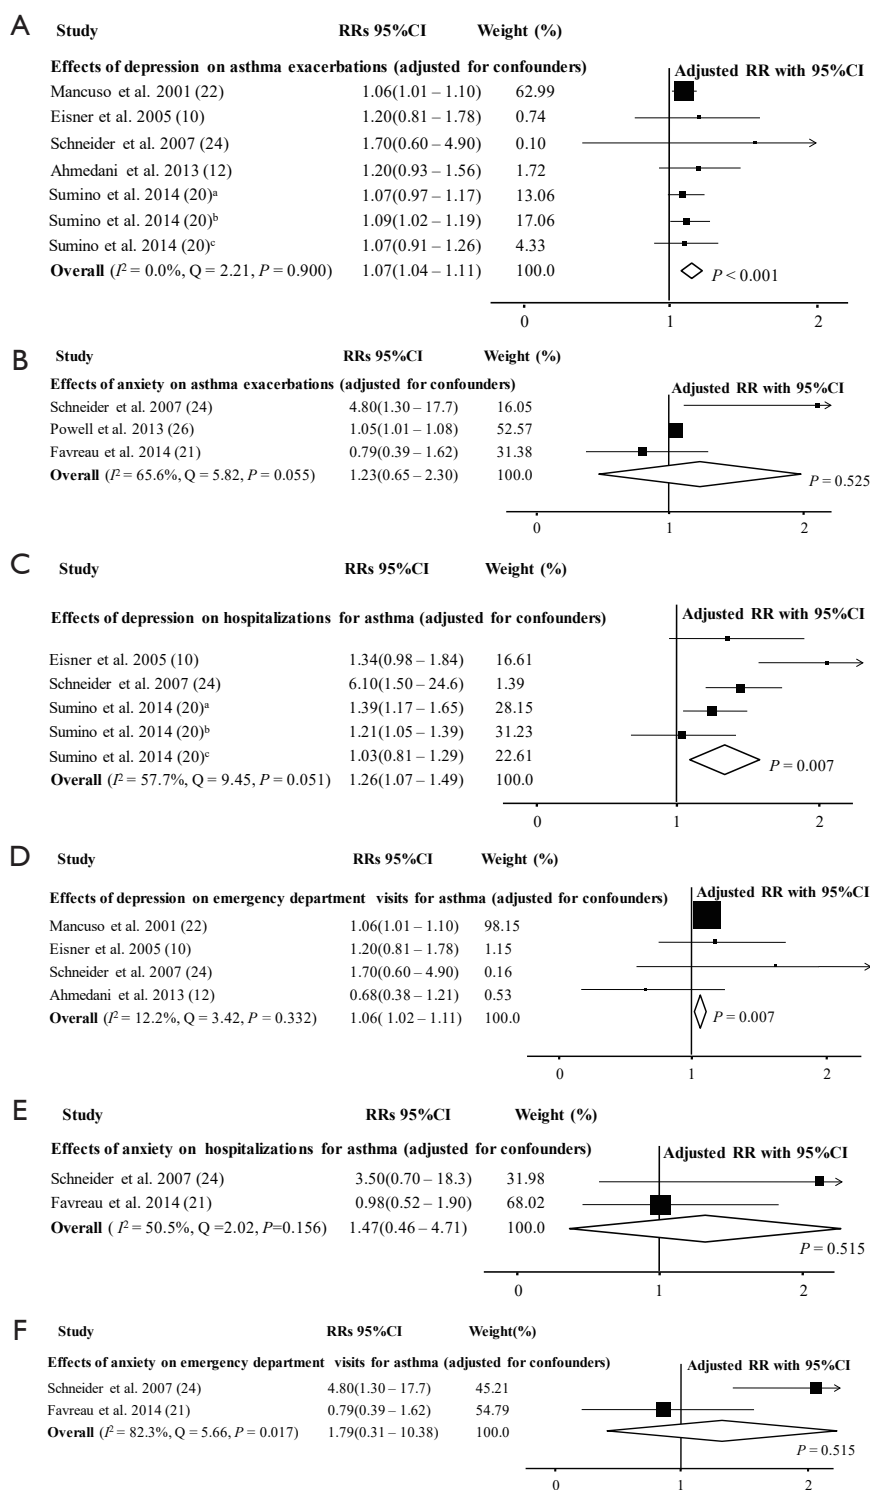 A Study RRs 95%CI Weight (%)
Effects of depression on asthma exacerbations (adjusted for confounders) Adjusted RR with 95%CI
Mancuso et al. 2001 (22) 1.06(1.01 – 1.10) 62.99
Eisner et al. 2005 (10) 1.20(0.81 – 1.78) 0.74
Schneider et al. 2007 (24) 1.70(0.60 – 4.90) 0.10
Ahmedani et al. 2013 (12) 1.20(0.93 – 1.56) 1.72
Sumino et al. 2014 (20)ᵃ 1.07(0.97 – 1.17) 13.06
Sumino et al. 2014 (20)ᵇ 1.09(1.02 – 1.19) 17.06
Sumino et al. 2014 (20)ᶜ 1.07(0.91 – 1.26) 4.33
Overall (I² = 0.0%, Q = 2.21, P = 0.900) 1.07(1.04 – 1.11) 100.0 P < 0.001
0 1 2
B Study RRs 95%CI Weight (%)
Effects of anxiety on asthma exacerbations (adjusted for confounders) Adjusted RR with 95%CI
Schneider et al. 2007 (24) 4.80(1.30 – 17.7) 16.05
Powell et al. 2013 (26) 1.05(1.01 – 1.08) 52.57
Favreau et al. 2014 (21) 0.79(0.39 – 1.62) 31.38
Overall (I² = 65.6%, Q = 5.82, P = 0.055) 1.23(0.65 – 2.30) 100.0 P = 0.525
0 1 2
C Study RRs 95%CI Weight (%)
Effects of depression on hospitalizations for asthma (adjusted for confounders) Adjusted RR with 95%CI
Eisner et al. 2005 (10) 1.34(0.98 – 1.84) 16.61
Schneider et al. 2007 (24) 6.10(1.50 – 24.6) 1.39
Sumino et al. 2014 (20)ᵃ 1.39(1.17 – 1.65) 28.15
Sumino et al. 2014 (20)ᵇ 1.21(1.05 – 1.39) 31.23
Sumino et al. 2014 (20)ᶜ 1.03(0.81 – 1.29) 22.61
Overall (I² = 57.7%, Q = 9.45, P = 0.051) 1.26(1.07 – 1.49) 100.0 P = 0.007
0 1 2
D Study RRs 95%CI Weight (%)
Effects of depression on emergency department visits for asthma (adjusted for confounders) Adjusted RR with 95%CI
Mancuso et al. 2001 (22) 1.06(1.01 – 1.10) 98.15
Eisner et al. 2005 (10) 1.20(0.81 – 1.78) 1.15
Schneider et al. 2007 (24) 1.70(0.60 – 4.90) 0.16
Ahmedani et al. 2013 (12) 0.68(0.38 – 1.21) 0.53
Overall (I² = 12.2%, Q = 3.42, P = 0.332) 1.06( 1.02 – 1.11) 100.0 P = 0.007
0 1 2
E Study RRs 95%CI Weight (%)
Effects of anxiety on hospitalizations for asthma (adjusted for confounders) Adjusted RR with 95%CI
Schneider et al. 2007 (24) 3.50(0.70 – 18.3) 31.98
Favreau et al. 2014 (21) 0.98(0.52 – 1.90) 68.02
Overall ( I² = 50.5%, Q =2.02, P=0.156) 1.47(0.46 – 4.71) 100.0
P = 0.515
0 1 2
F Study RRs 95%CI Weight(%)
Effects of anxiety on emergency department visits for asthma (adjusted for confounders) Adjusted RR with 95%CI
Schneider et al. 2007 (24) 4.80(1.30 – 17.7) 45.21
Favreau et al. 2014 (21) 0.79(0.39 – 1.62) 54.79
Overall (I² = 82.3%, Q = 5.66, P = 0.017) 1.79(0.31 – 10.38) 100.0
P = 0.515
0 1 2